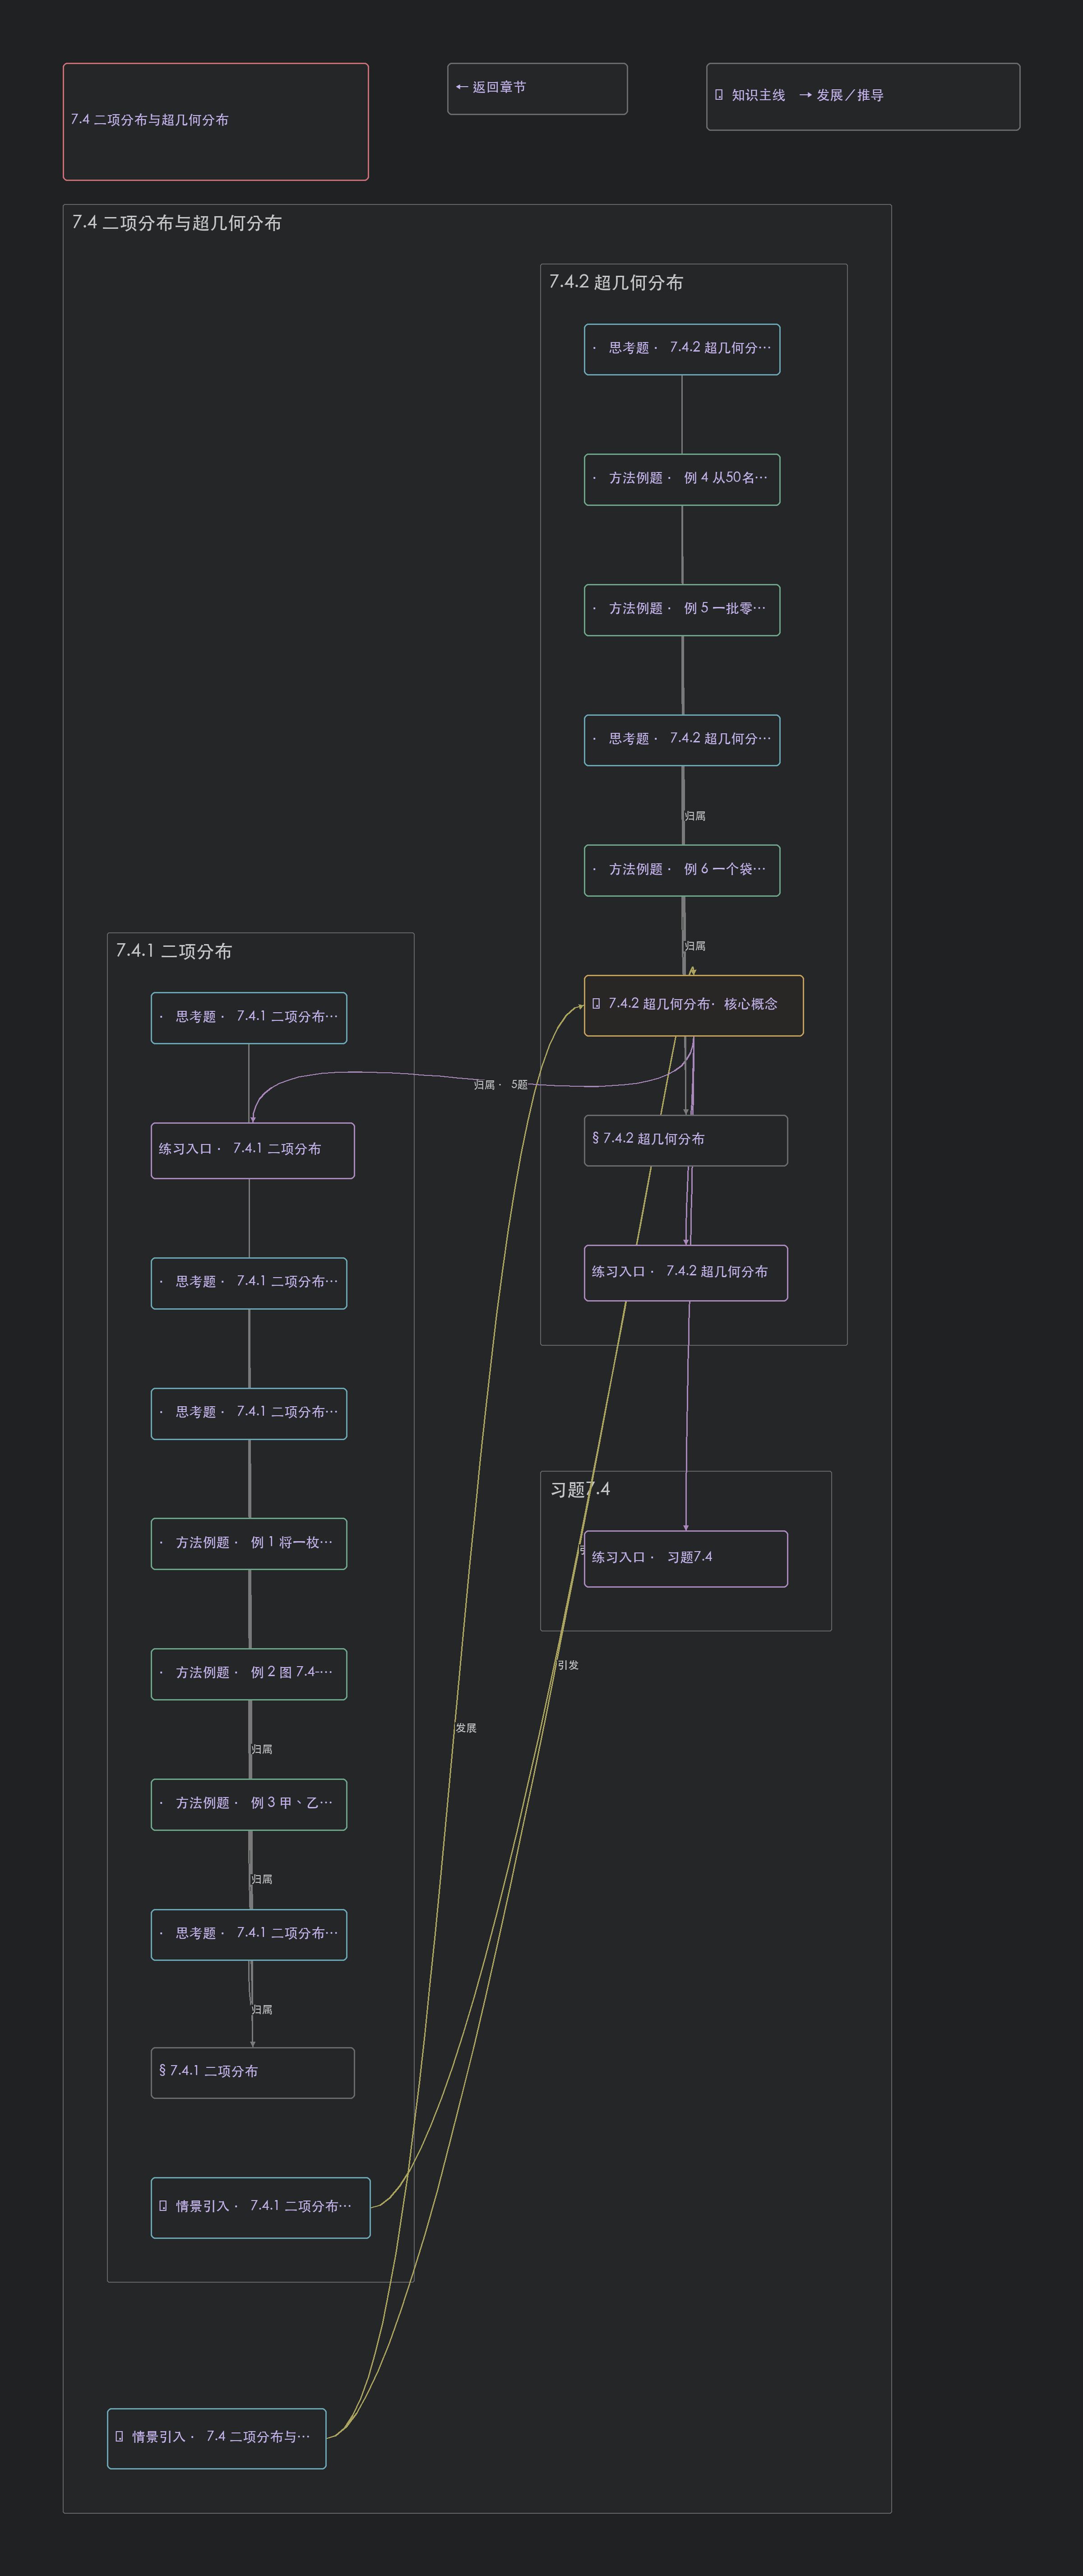 7.4 二项分布与超几何分布
← 返回章节
知识主线 → 发展／推导
7.4 二项分布与超几何分布
7.4.2 超几何分布
· 思考题 · 7.4.2 超几何分…
· 方法例题 · 例 4 从50名…
· 方法例题 · 例 5 一批零…
· 思考题 · 7.4.2 超几何分…
归属
· 方法例题 · 例 6 一个袋…
归属
7.4.2 超几何分布 · 核心概念
归属 · 5题
§ 7.4.2 超几何分布
练习入口 · 7.4.2 超几何分布
习题7.4
练习入口 · 习题7.4
引发
发展
7.4.1 二项分布
· 思考题 · 7.4.1 二项分布…
练习入口 · 7.4.1 二项分布
· 思考题 · 7.4.1 二项分布…
· 思考题 · 7.4.1 二项分布…
· 方法例题 · 例 1 将一枚…
· 方法例题 · 例 2 图 7.4-…
归属
· 方法例题 · 例 3 甲、乙…
归属
· 思考题 · 7.4.1 二项分布…
归属
§ 7.4.1 二项分布
情景引入 · 7.4.1 二项分布…
情景引入 · 7.4 二项分布与…